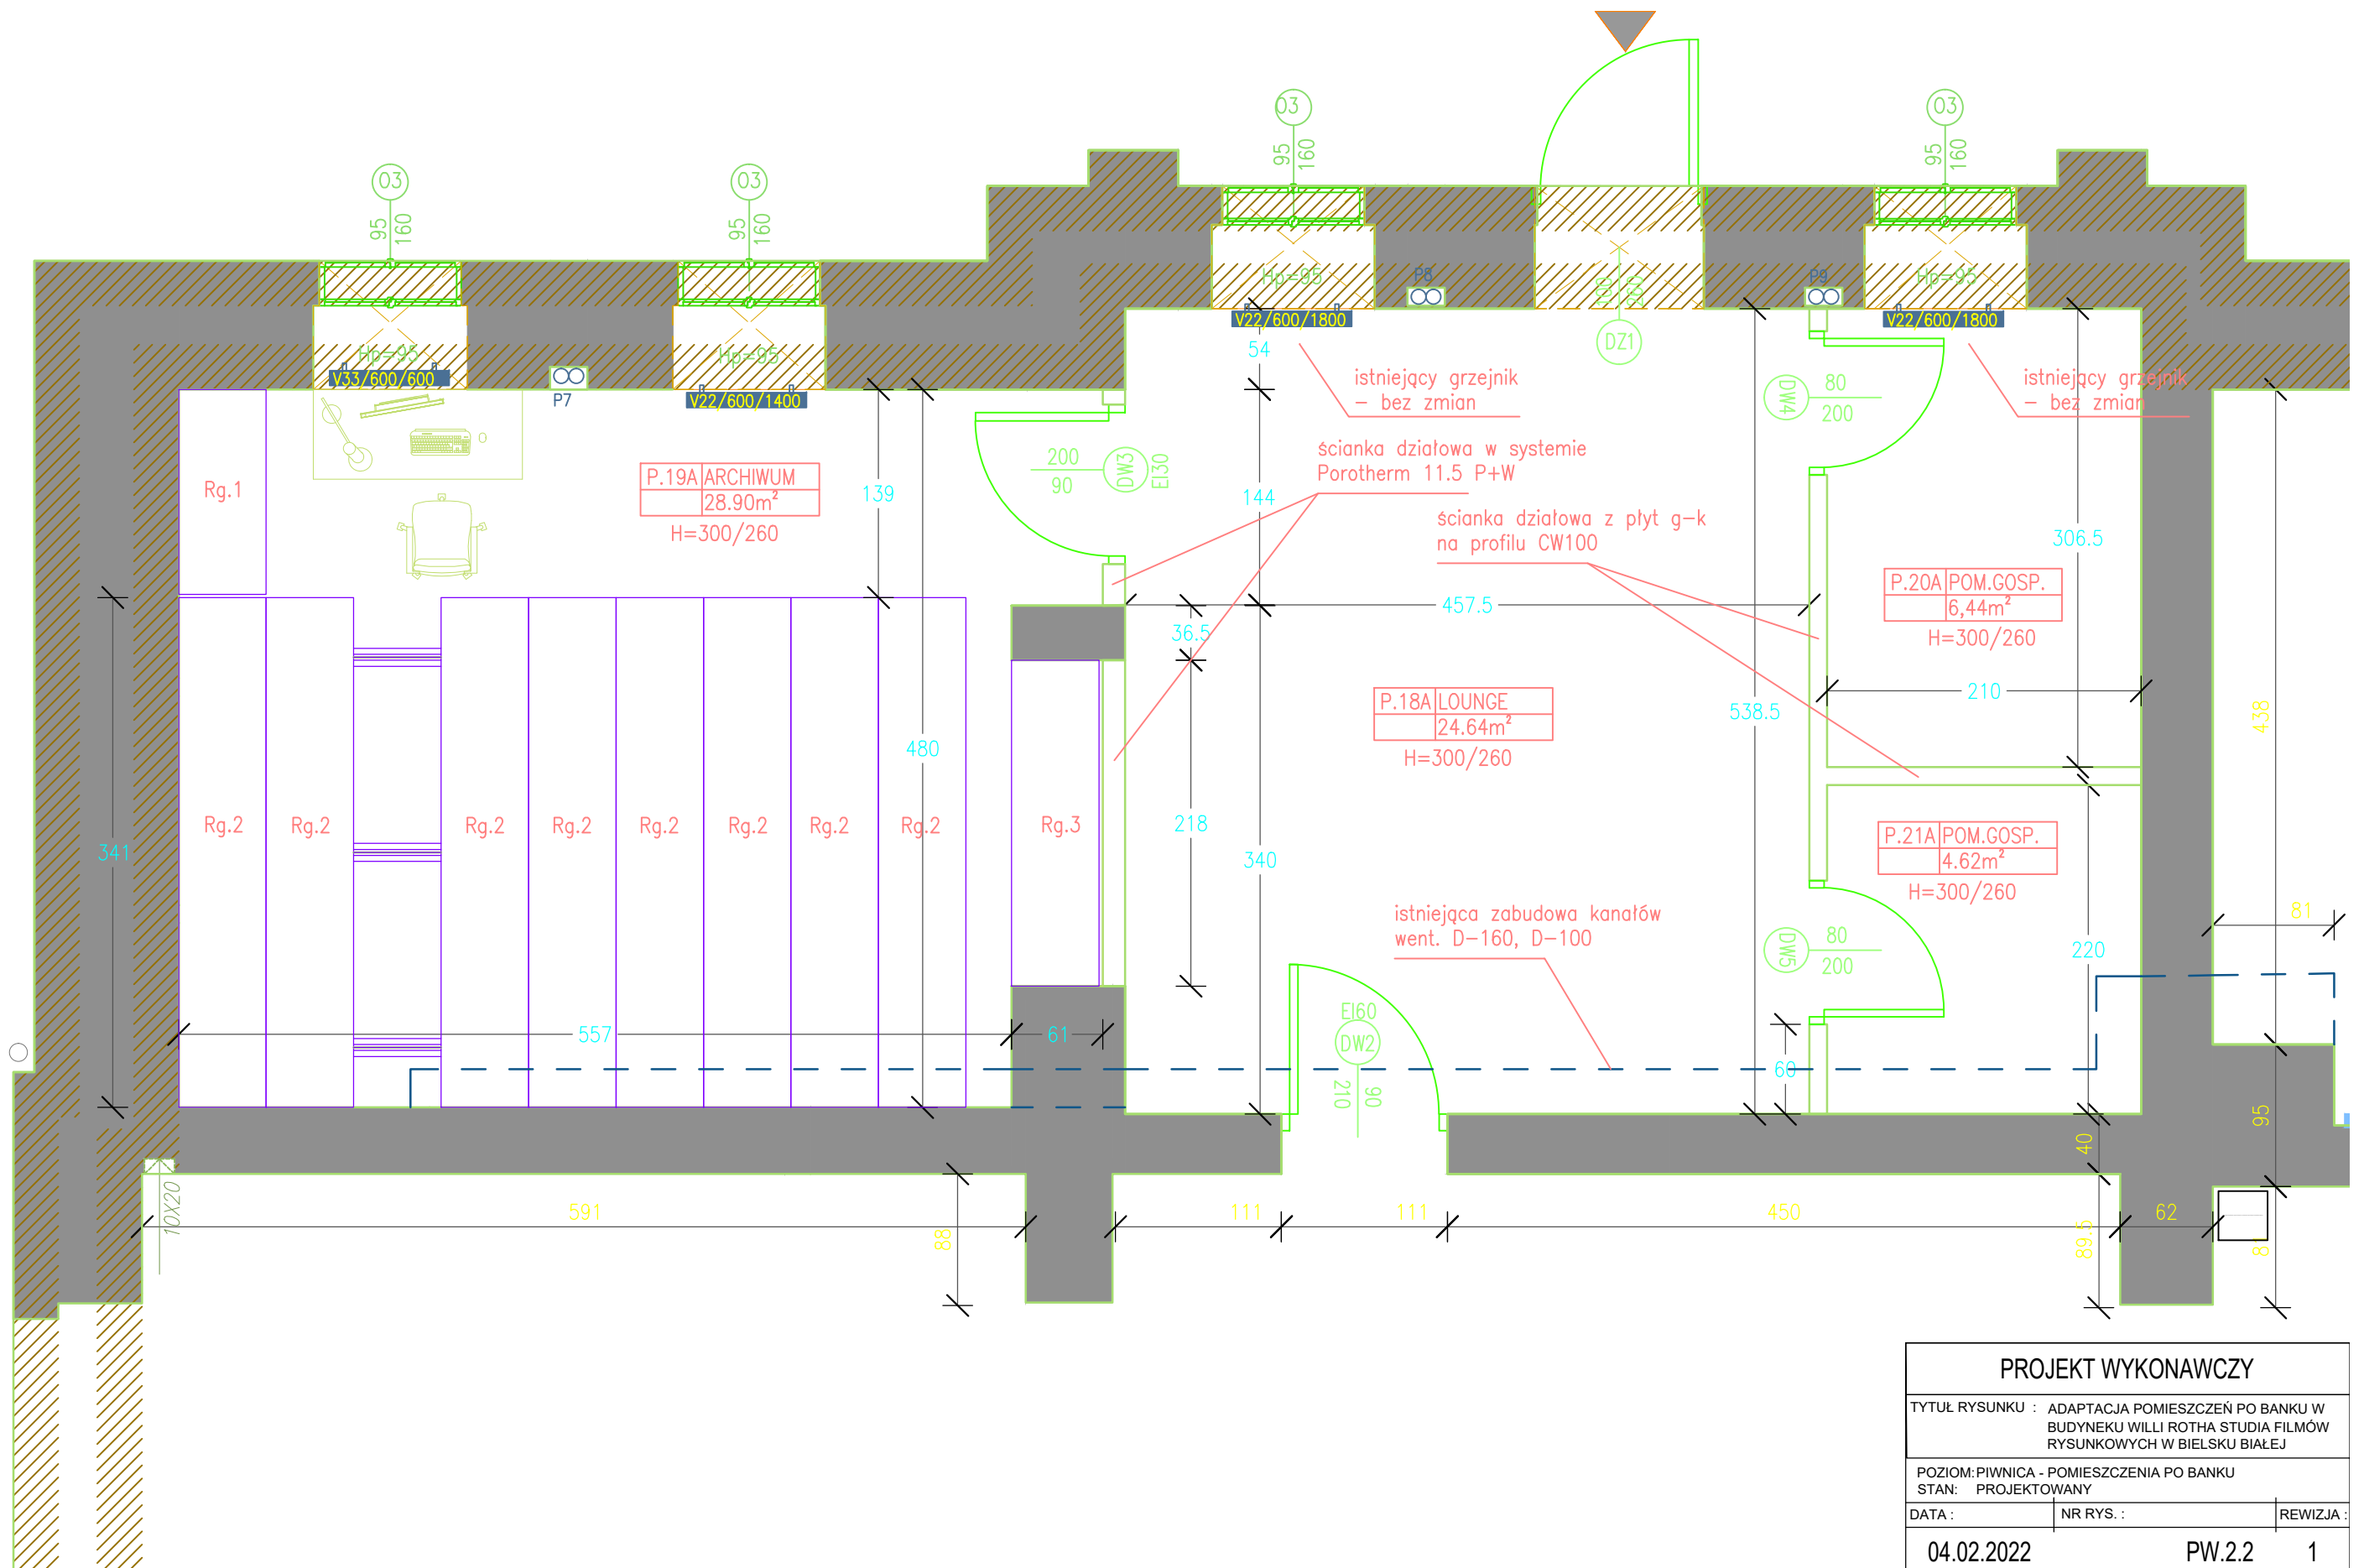 O3
95
160
O3
95
160
O3
95
160
O3
95
160
Hp=95
V33/600/600
P7
Hp=95
V22/600/1400
Hp=95
V22/600/1800
P8
DZ1
P9
Hp=95
V22/600/1800
istniejący grzejnik
– bez zmian
istniejący grzejnik
– bez zmian
ścianka działowa w systemie
Porotherm 11.5 P+W
ścianka działowa z płyt g–k
na profilu CW100
54
144
340
139
200
90
DW3
EI30
DW4
80
200
306.5
Rg.1
P.19A ARCHIWUM
28.90m²
H=300/260
457.5
36.5
218
538.5
210
438
P.20A POM.GOSP.
6,44m²
H=300/260
P.18A LOUNGE
24.64m²
H=300/260
480
341
Rg.2
Rg.2
Rg.2
Rg.2
Rg.2
Rg.2
Rg.2
Rg.2
Rg.3
P.21A POM.GOSP.
4.62m²
H=300/260
istniejąca zabudowa kanałów
went. D–160, D–100
DW5
80
200
220
81
557
61
EI60
DW2
90
210
60
40
95
10X20
591
88
111
111
450
89.5
62
PROJEKT WYKONAWCZY
TYTUŁ RYSUNKU : ADAPTACJA POMIESZCZEŃ PO BANKU W
BUDYNEKU WILLI ROTHA STUDIA FILMÓW
RYSUNKOWYCH W BIELSKU BIAŁEJ
POZIOM: PIWNICA - POMIESZCZENIA PO BANKU
STAN: PROJEKTOWANY
DATA : NR RYS. : REWIZJA :
04.02.2022 PW.2.2 1